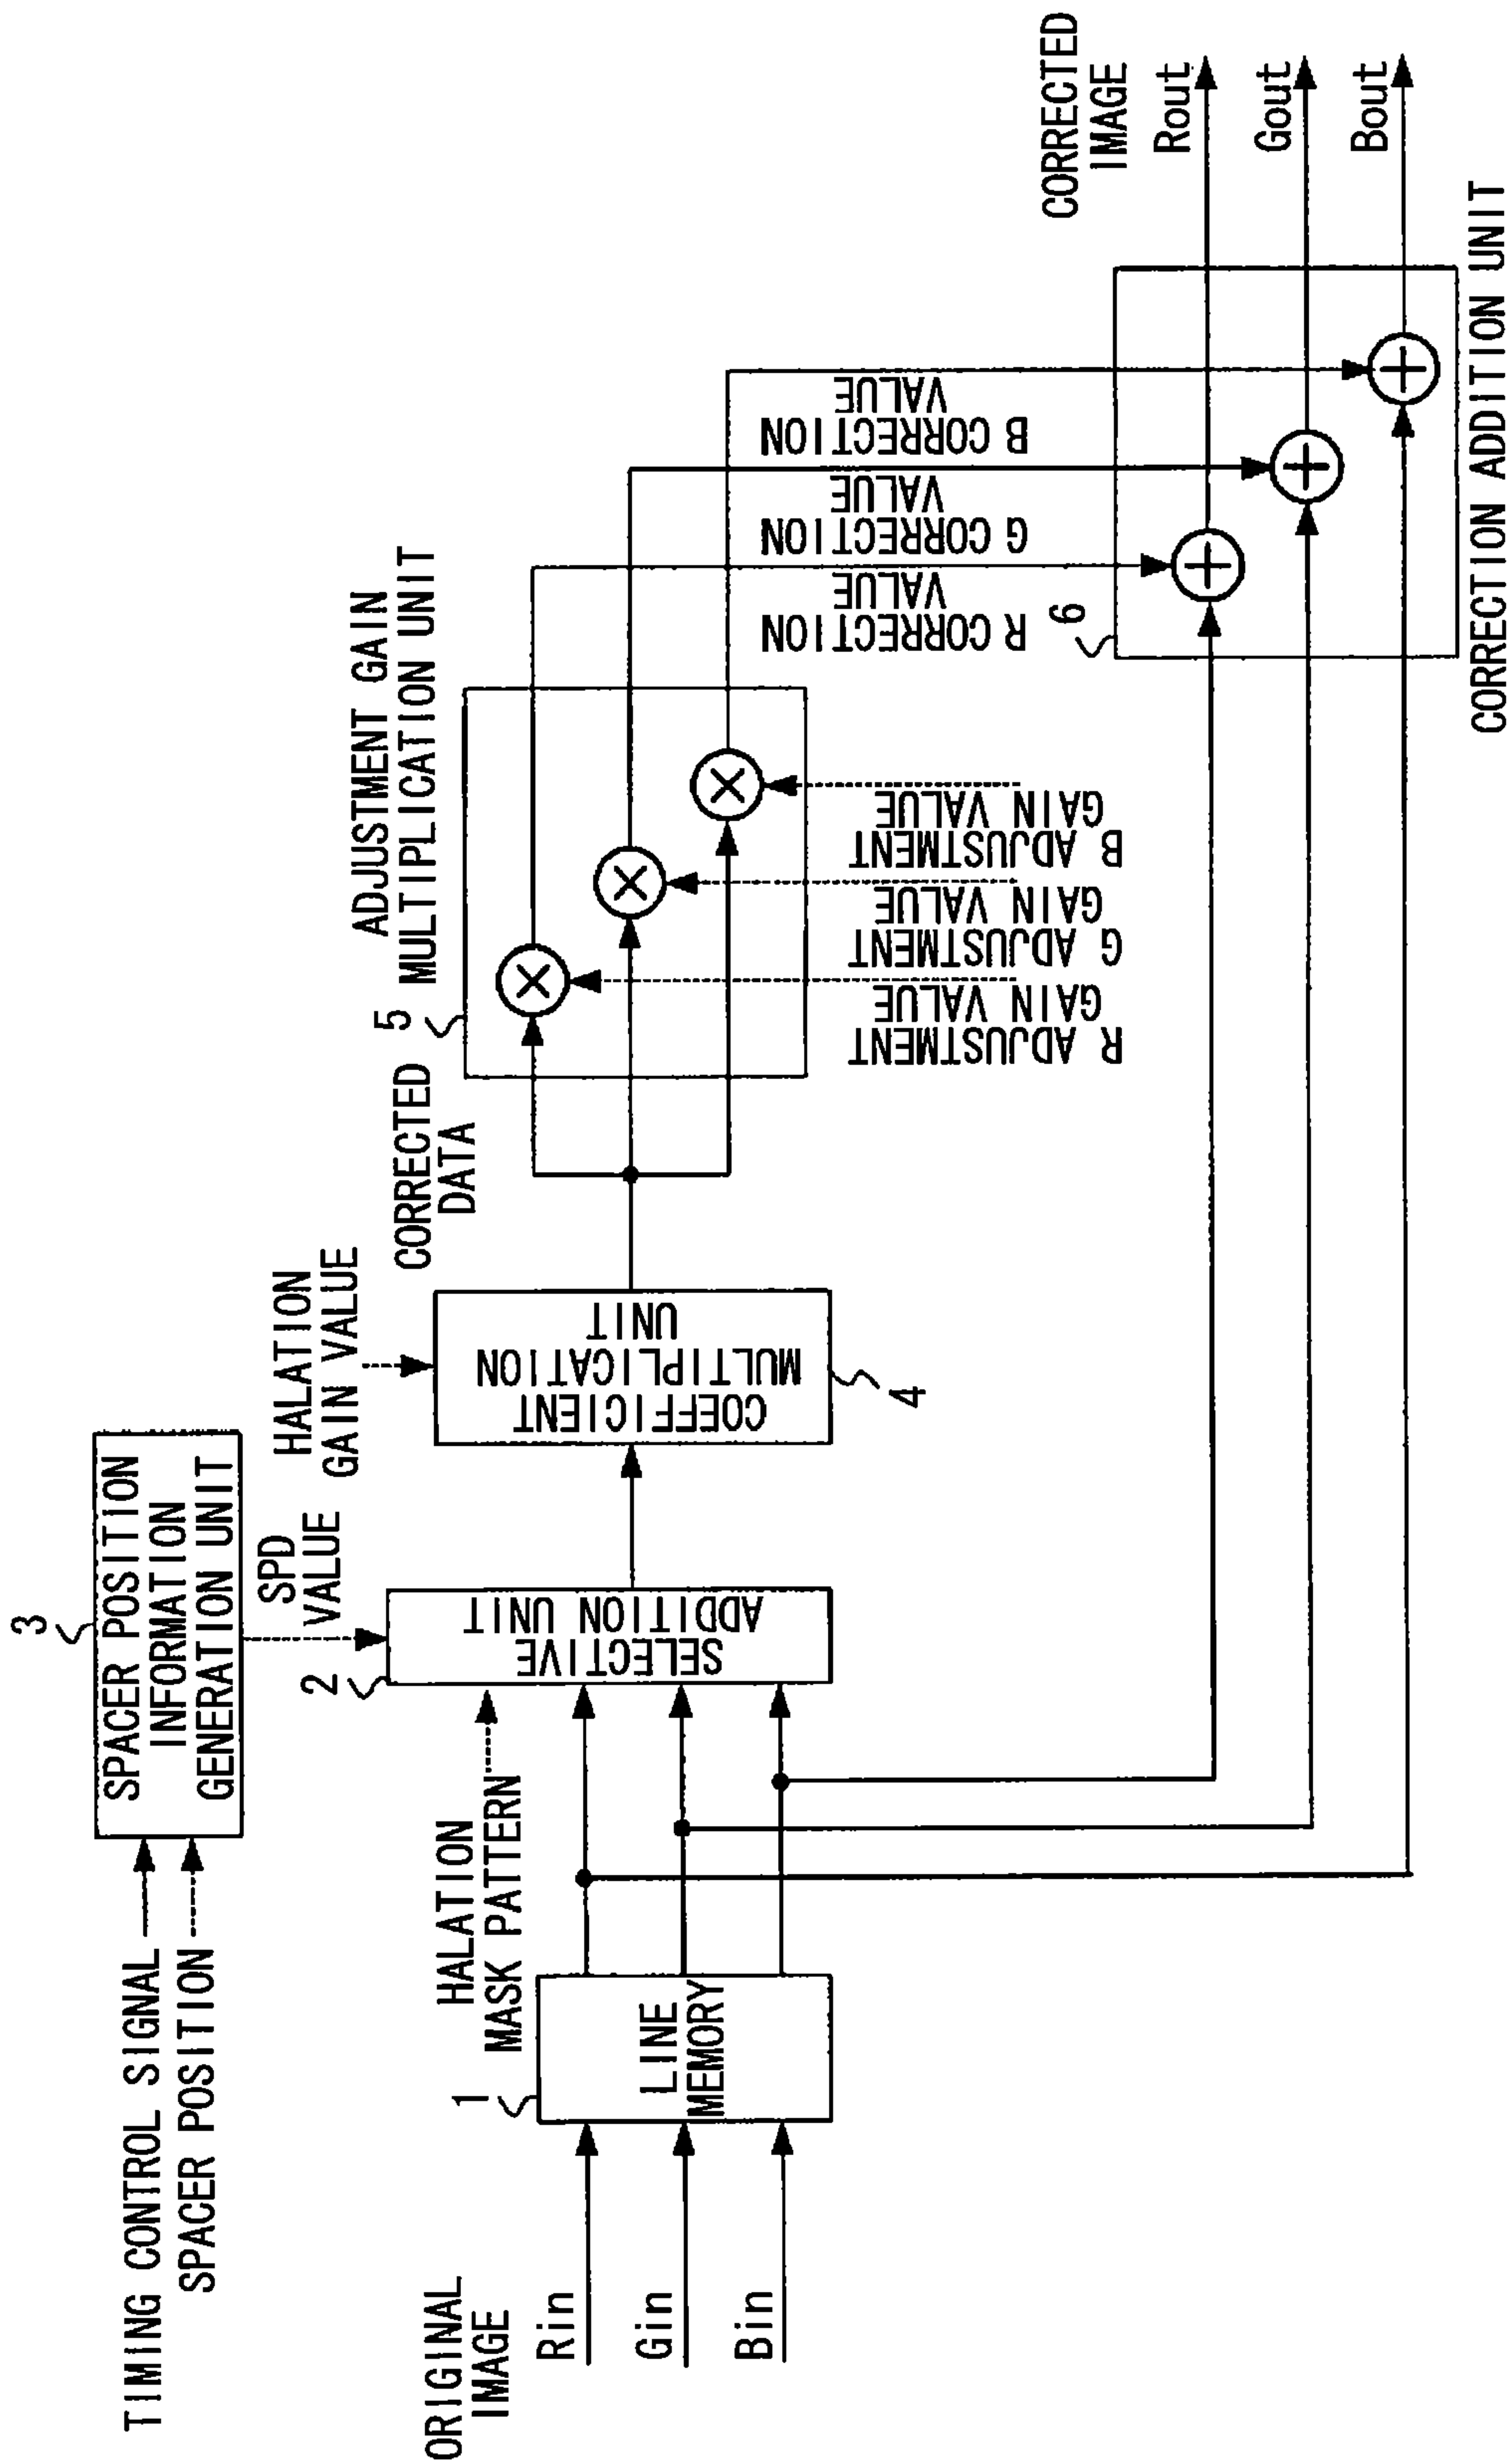 3
SPACER POSITION
INFORMATION
GENERATION UNIT
TIMING CONTROL SIGNAL
SPACER POSITION
SPD
VALUE
HALATION
GAIN VALUE
ORIGINAL
IMAGE
Rin
Gin
Bin
1
LINE
MEMORY
HALATION
MASK PATTERN
2
SELECTIVE
ADDITION UNIT
COEFFICIENT
MULTIPLICATION
UNIT
4
CORRECTED
DATA
5
ADJUSTMENT GAIN
MULTIPLICATION UNIT
R ADJUSTMENT
GAIN VALUE
G ADJUSTMENT
GAIN VALUE
B ADJUSTMENT
GAIN VALUE
R CORRECTION
VALUE
G CORRECTION
VALUE
B CORRECTION
VALUE
6
CORRECTION ADDITION UNIT
CORRECTED
IMAGE
Rout
Gout
Bout